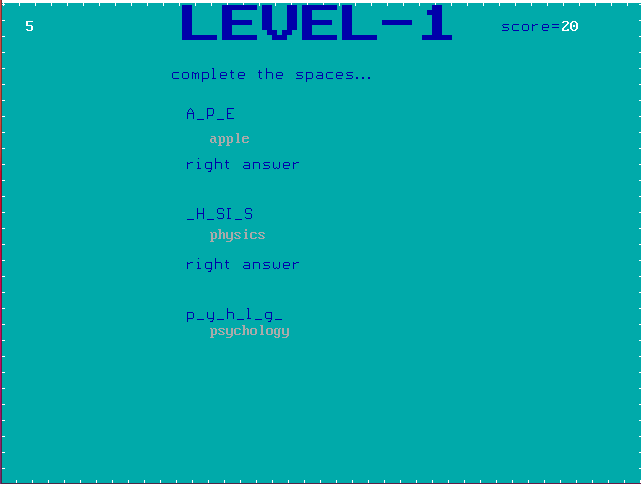 5 LEVEL-1 score=20
complete the spaces...
A_P_E
apple
right answer
_H_SI_S
physics
right answer
p_y_h_l_g_
psychology